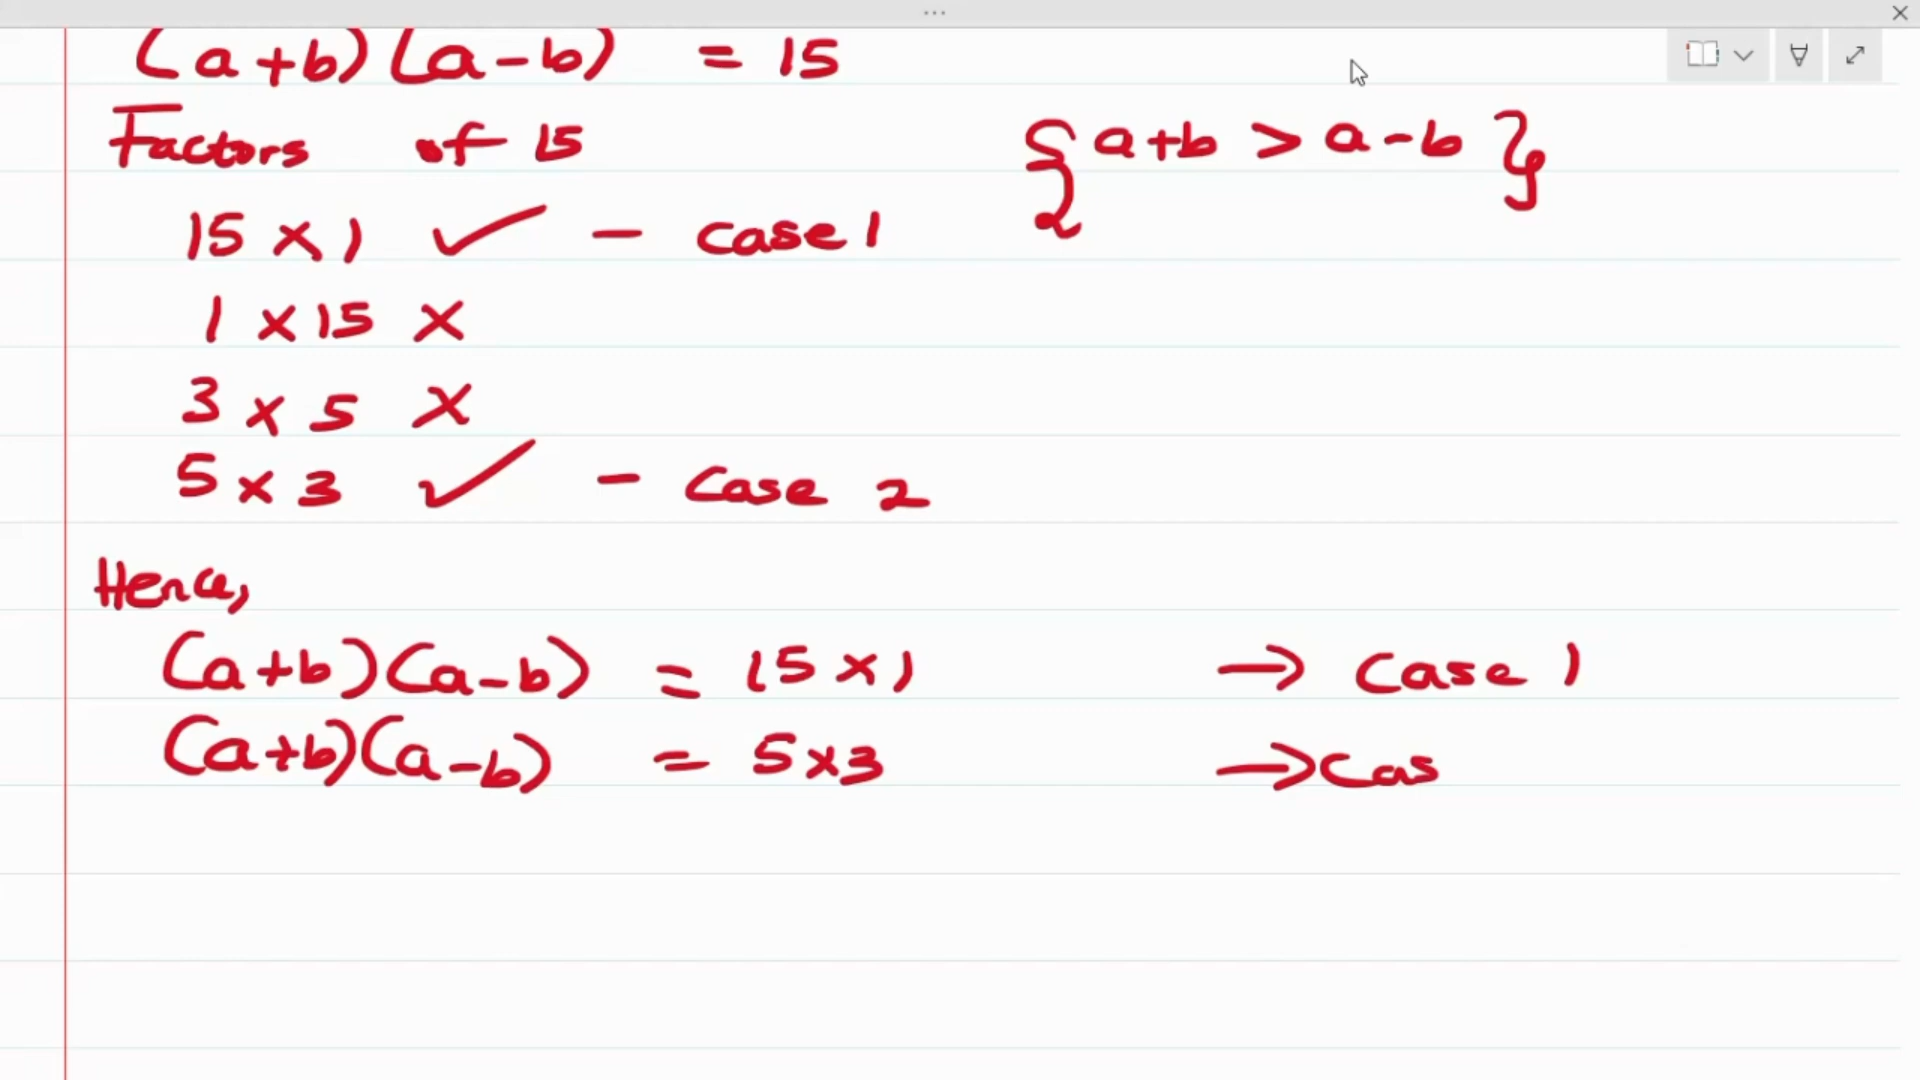 (a+b)(a-b) = 15
Factors of 15
{a+b > a-b}
15 x 1 ✓ - case 1
1 x 15 x
3 x 5 x
5 x 3 ✓ - case 2
Hence,
(a+b)(a-b) = 15 x 1 → case 1
(a+b)(a-b) = 5 x 3 → cas